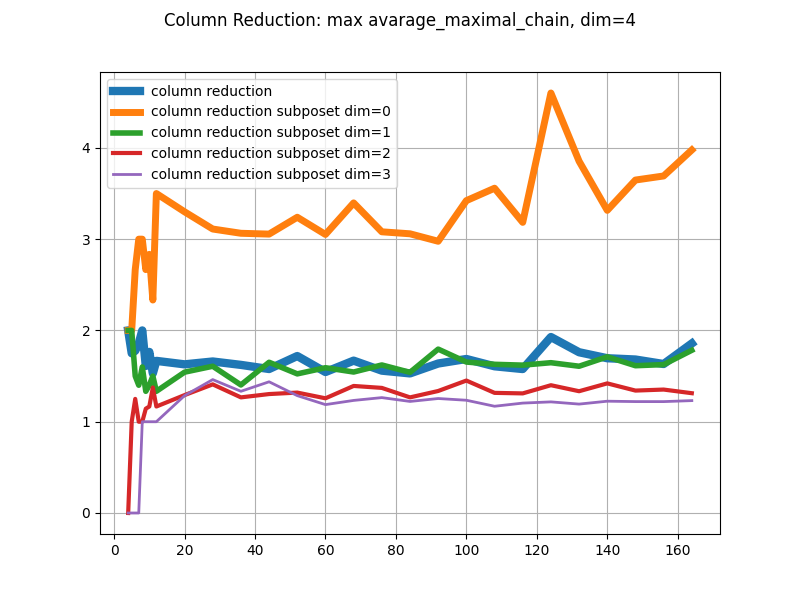 Column Reduction: max avarage_maximal_chain, dim=4
column reduction
column reduction subposet dim=0
column reduction subposet dim=1
column reduction subposet dim=2
column reduction subposet dim=3
4
3
2
1
0
0 20 40 60 80 100 120 140 160